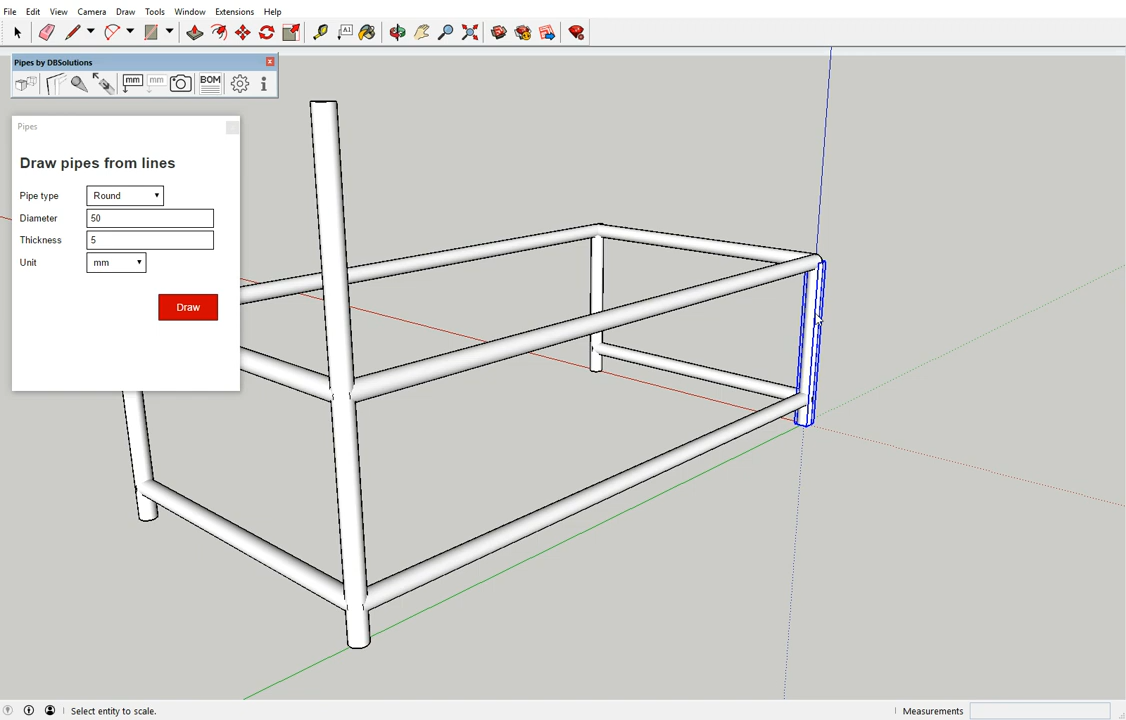 File Edit View Camera Draw Tools Window Extensions Help
A1
Pipes by DBSolutions
mm mm BOM i
Pipes
Draw pipes from lines
Pipe type Round
Diameter 50
Thickness 5
Unit mm
Draw
Select entity to scale. Measurements